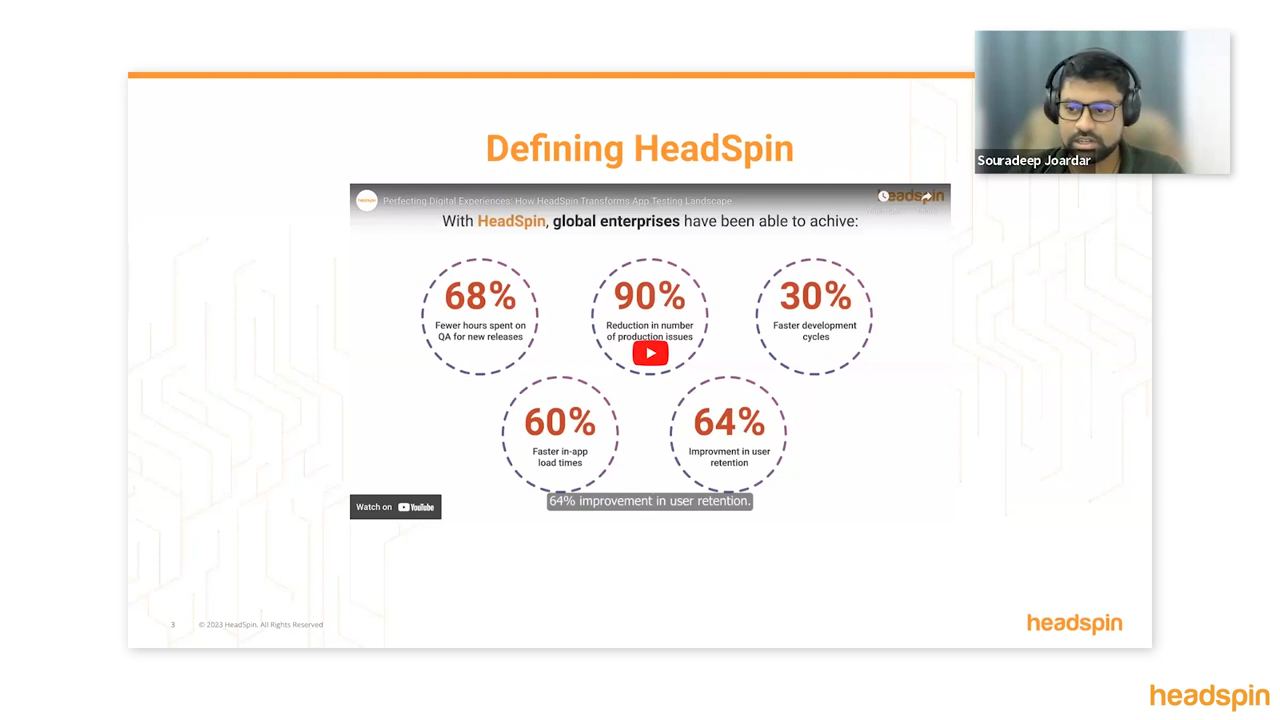 Defining HeadSpin
Souradeep Joardar
Perfecting Digital Experiences: How HeadSpin Transforms App Testing Landscape
headspin
With HeadSpin, global enterprises have been able to achive:
68%
Fewer hours spent on
QA for new releases
90%
Reduction in number
of production issues
30%
Faster development
cycles
60%
Faster in-app
load times
64%
Improvment in user
retention
64% improvement in user retention.
Watch on YouTube
3 © 2023 HeadSpin. All Rights Reserved
headspin
headspin